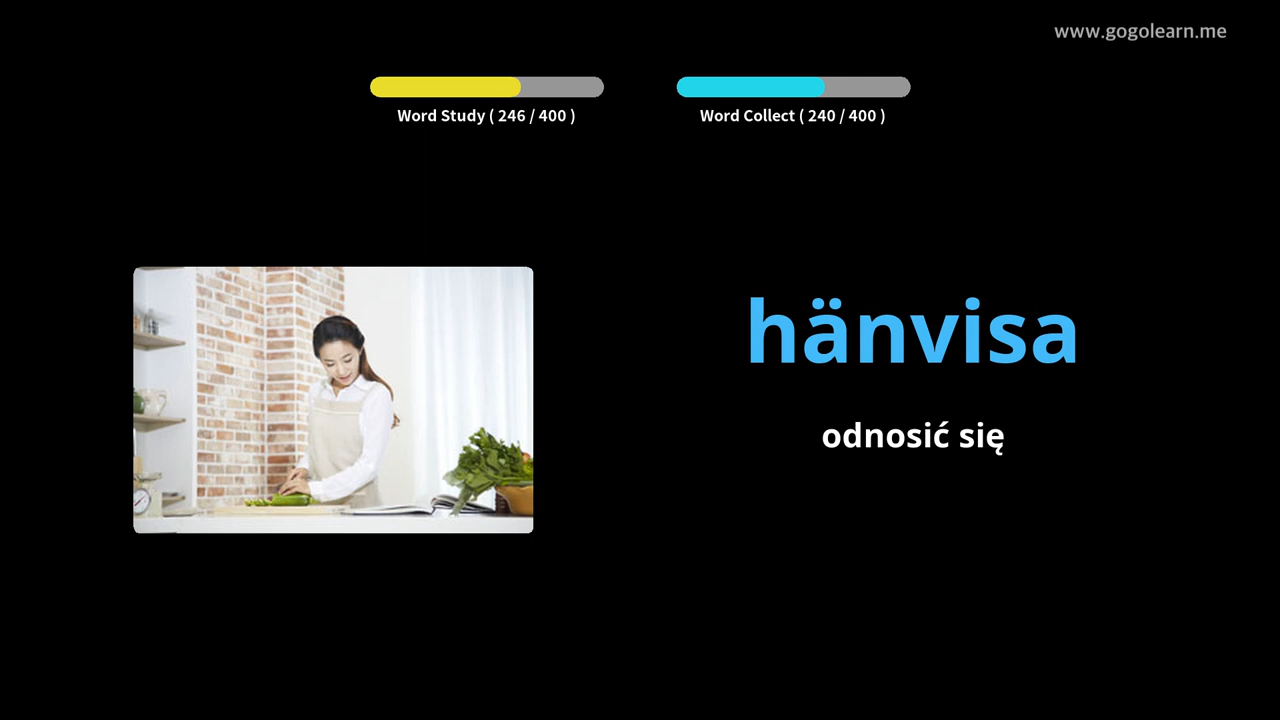 www.gogolearn.me
Word Study ( 246 / 400 )
Word Collect ( 240 / 400 )
hänvisa
odnosić się